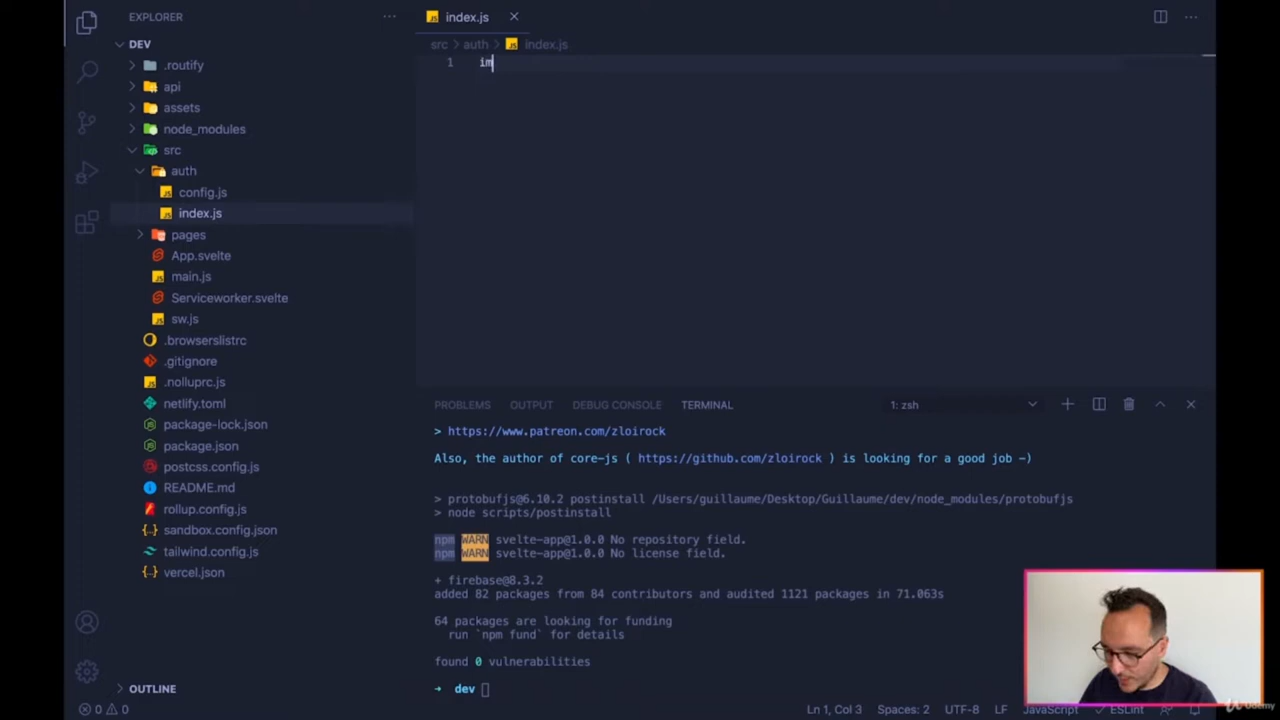 EXPLORER
DEV
.routify
api
assets
node_modules
src
auth
config.js
index.js
pages
App.svelte
main.js
Serviceworker.svelte
sw.js
.browserslistrc
.gitignore
.nolluprc.js
netlify.toml
package-lock.json
package.json
postcss.config.js
README.md
rollup.config.js
sandbox.config.json
tailwind.config.js
vercel.json
OUTLINE
index.js
src > auth > index.js
1 im
PROBLEMS OUTPUT DEBUG CONSOLE TERMINAL 1: zsh
> https://www.patreon.com/zloirock
Also, the author of core-js ( https://github.com/zloirock ) is looking for a good job -)
> protobufjs@6.10.2 postinstall /Users/guillaume/Desktop/Guillaume/dev/node_modules/protobufjs
> node scripts/postinstall
npm WARN svelte-app@1.0.0 No repository field.
npm WARN svelte-app@1.0.0 No license field.
+ firebase@8.3.2
added 82 packages from 84 contributors and audited 1121 packages in 71.063s
64 packages are looking for funding
run `npm fund` for details
found 0 vulnerabilities
→ dev
0 0 Ln 1, Col 3 Spaces: 2 UTF-8 LF JavaScript ESLint
Udemy